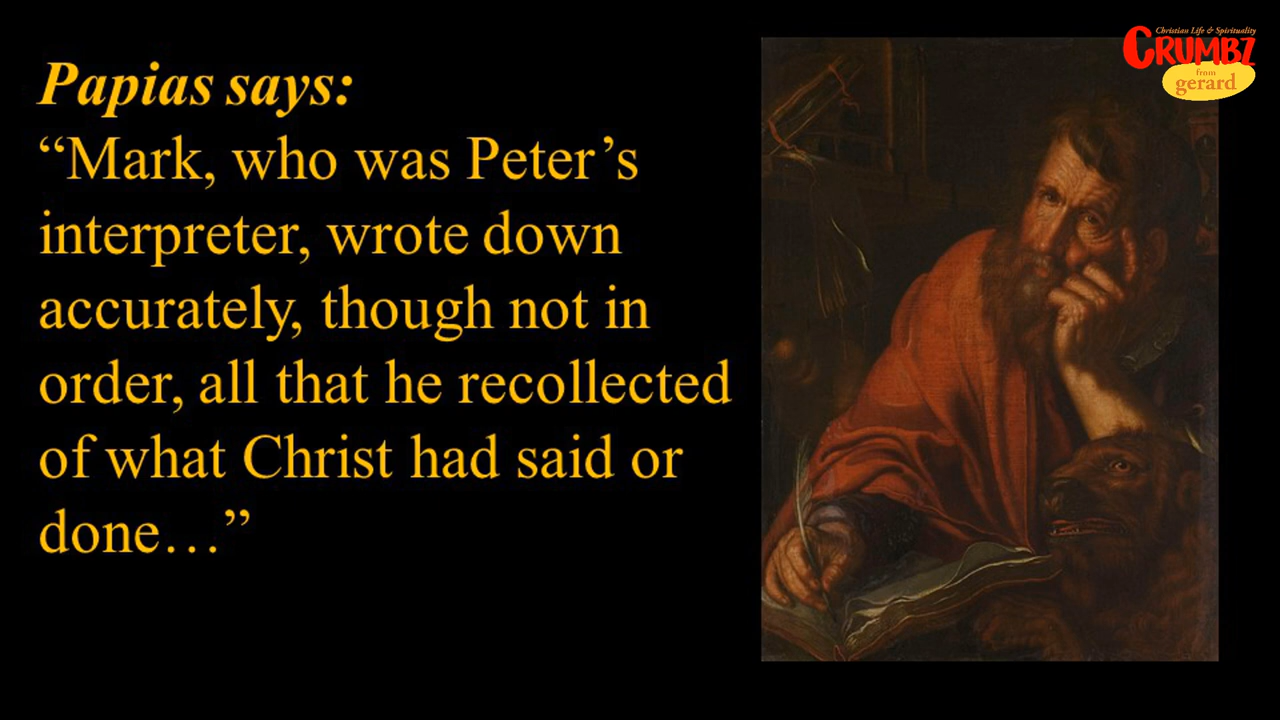 Papias says:
“Mark, who was Peter’s
interpreter, wrote down
accurately, though not in
order, all that he recollected
of what Christ had said or
done…”
Christian Life & Spirituality
CRUMBZ
from
gerard